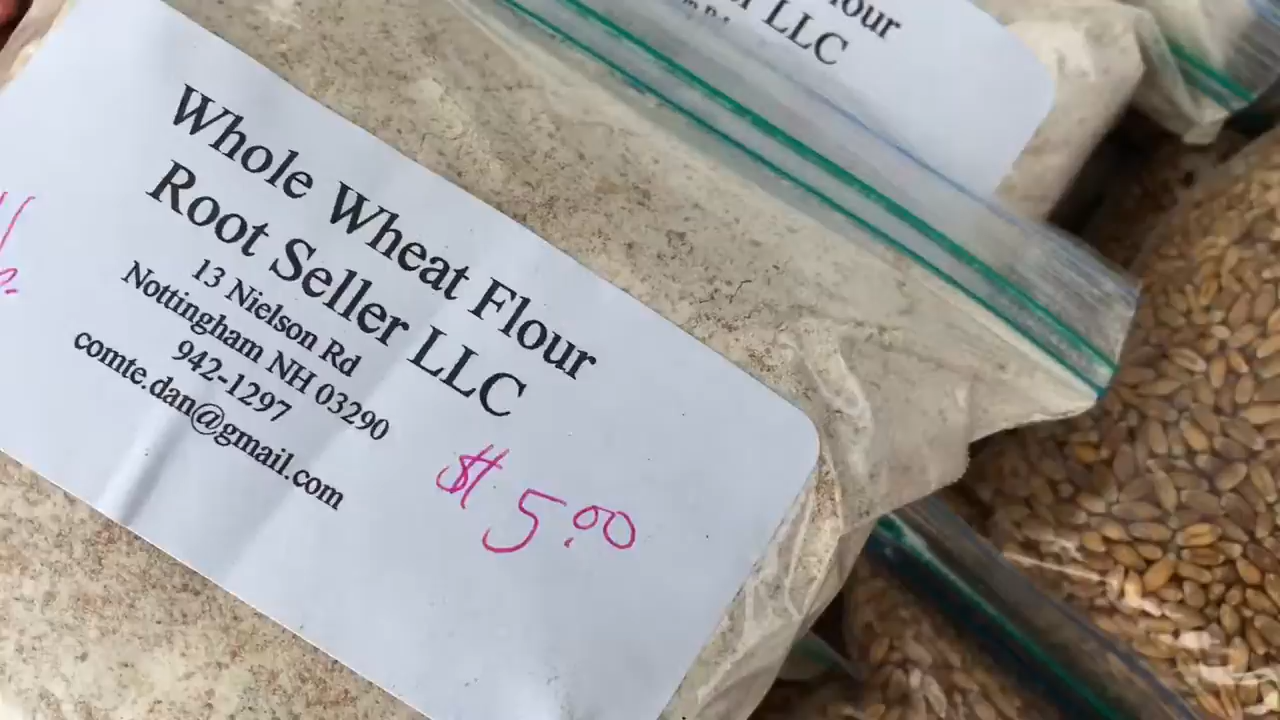 Whole Wheat Flour
Root Seller LLC
13 Nielson Rd
Nottingham NH 03290
942-1297
comte.dan@gmail.com
$5.00
Flour
LLC